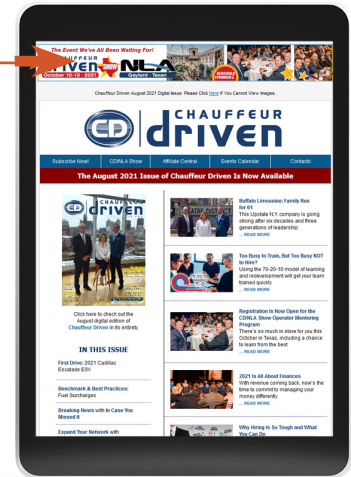 The Event We've All Been Waiting For!
CHAUFFEUR
DRIVEN SHOW NLA
October 10-13 - 2021 Gaylord - Texan
Chauffeur Driven August 2021 Digital Issue. Please Click Here If You Cannot View Images.
CD CHAUFFEUR
driven
Subscribe Now! CD/NLA Show Affiliate Central Events Calendar Contacts
The August 2021 Issue of Chauffeur Driven Is Now Available
CHAUFFEUR
driven
Click here to check out the
August digital edition of
Chauffeur Driven in its entirety.
IN THIS ISSUE
First Drive: 2021 Cadillac
Escalade ESV
Benchmark & Best Practices:
Fuel Surcharges
Breaking News with In Case You
Missed It
Expand Your Network with
Buffalo Limousine: Family Run
for 61
This Upstate N.Y. company is going
strong after six decades and three
generations of leadership
... READ MORE
Too Busy to Train, But Too Busy NOT
to Hire?
Using the 70-20-10 model of learning
and redevelopment will get your team
trained quickly
... READ MORE
Registration is Now Open for the
CD/NLA Show Operator Mentoring
Program
There's so much in store for you this
October in Texas, including a chance
to learn from the best
... READ MORE
2021 Is All About Finances
With revenue coming back, now's the
time to commit to managing your
money differently
... READ MORE
Why Hiring Is So Tough and What
You Can Do